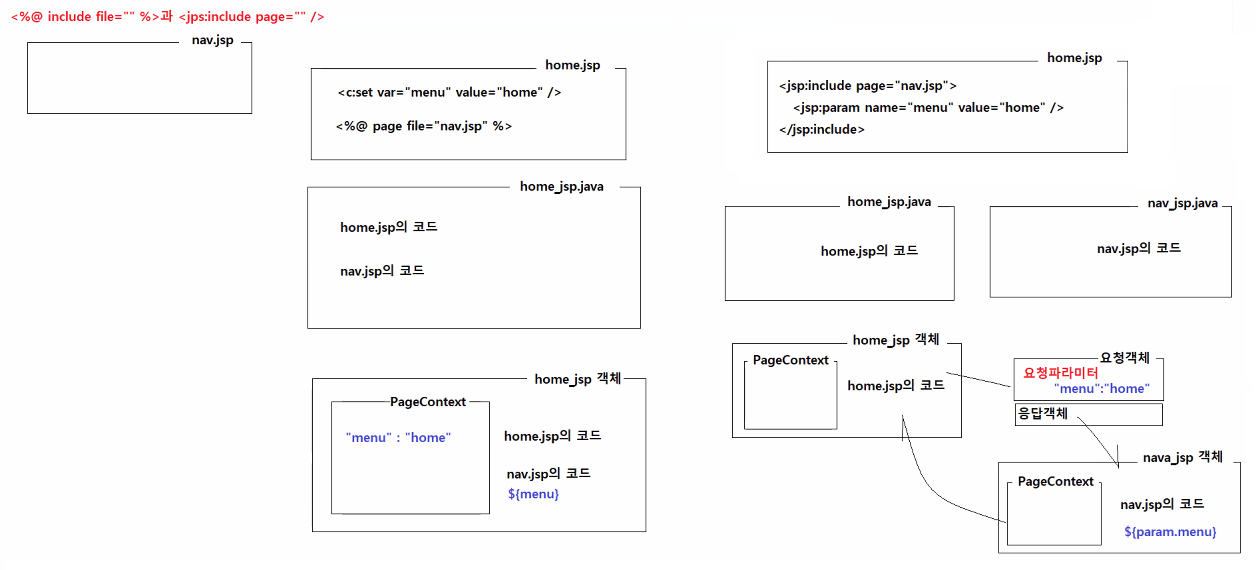 <%@ include file="" %>과 <jps:include page="" />
nav.jsp
home.jsp
<c:set var="menu" value="home" />
<%@ page file="nav.jsp" %>
home_jsp.java
home.jsp의 코드
nav.jsp의 코드
home_jsp 객체
PageContext
"menu" : "home"
home.jsp의 코드
nav.jsp의 코드
${menu}
home.jsp
<jsp:include page="nav.jsp">
<jsp:param name="menu" value="home" />
</jsp:include>
home_jsp.java
home.jsp의 코드
nav_jsp.java
nav.jsp의 코드
home_jsp 객체
PageContext
home.jsp의 코드
요청객체
요청파라미터
"menu":"home"
응답객체
nava_jsp 객체
PageContext
nav.jsp의 코드
${param.menu}